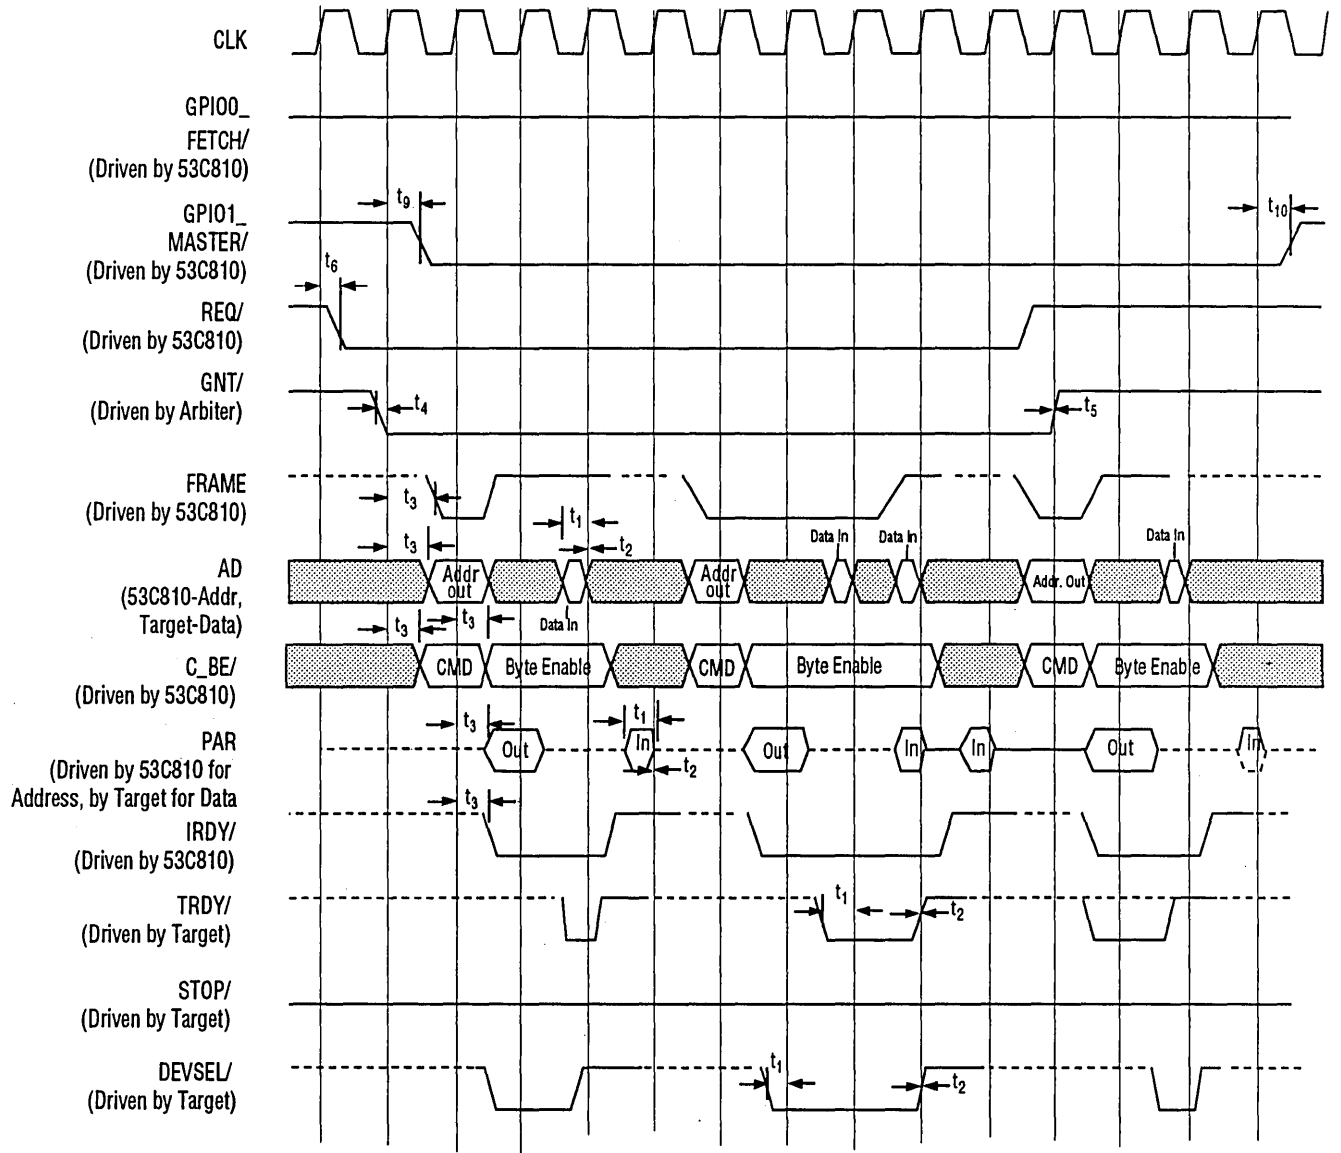 CLK
GPIO0_
FETCH/
(Driven by 53C810)
t9
t10
GPIO1_
MASTER/
(Driven by 53C810)
t6
REQ/
(Driven by 53C810)
GNT/
(Driven by Arbiter)
t4
t5
FRAME
(Driven by 53C810)
t3
t1
t3
t2
Data In
Data In
Data In
AD
(53C810-Addr,
Target-Data)
Addr
out
Addr
out
Addr. Out
t3
t3
Data In
C_BE/
(Driven by 53C810)
CMD
Byte Enable
CMD
Byte Enable
CMD
Byte Enable
t3
t1
PAR
(Driven by 53C810 for
Address, by Target for Data
Out
In
Out
In
In
Out
In
t2
t3
IRDY/
(Driven by 53C810)
TRDY/
(Driven by Target)
t1
t2
STOP/
(Driven by Target)
DEVSEL/
(Driven by Target)
t1
t2